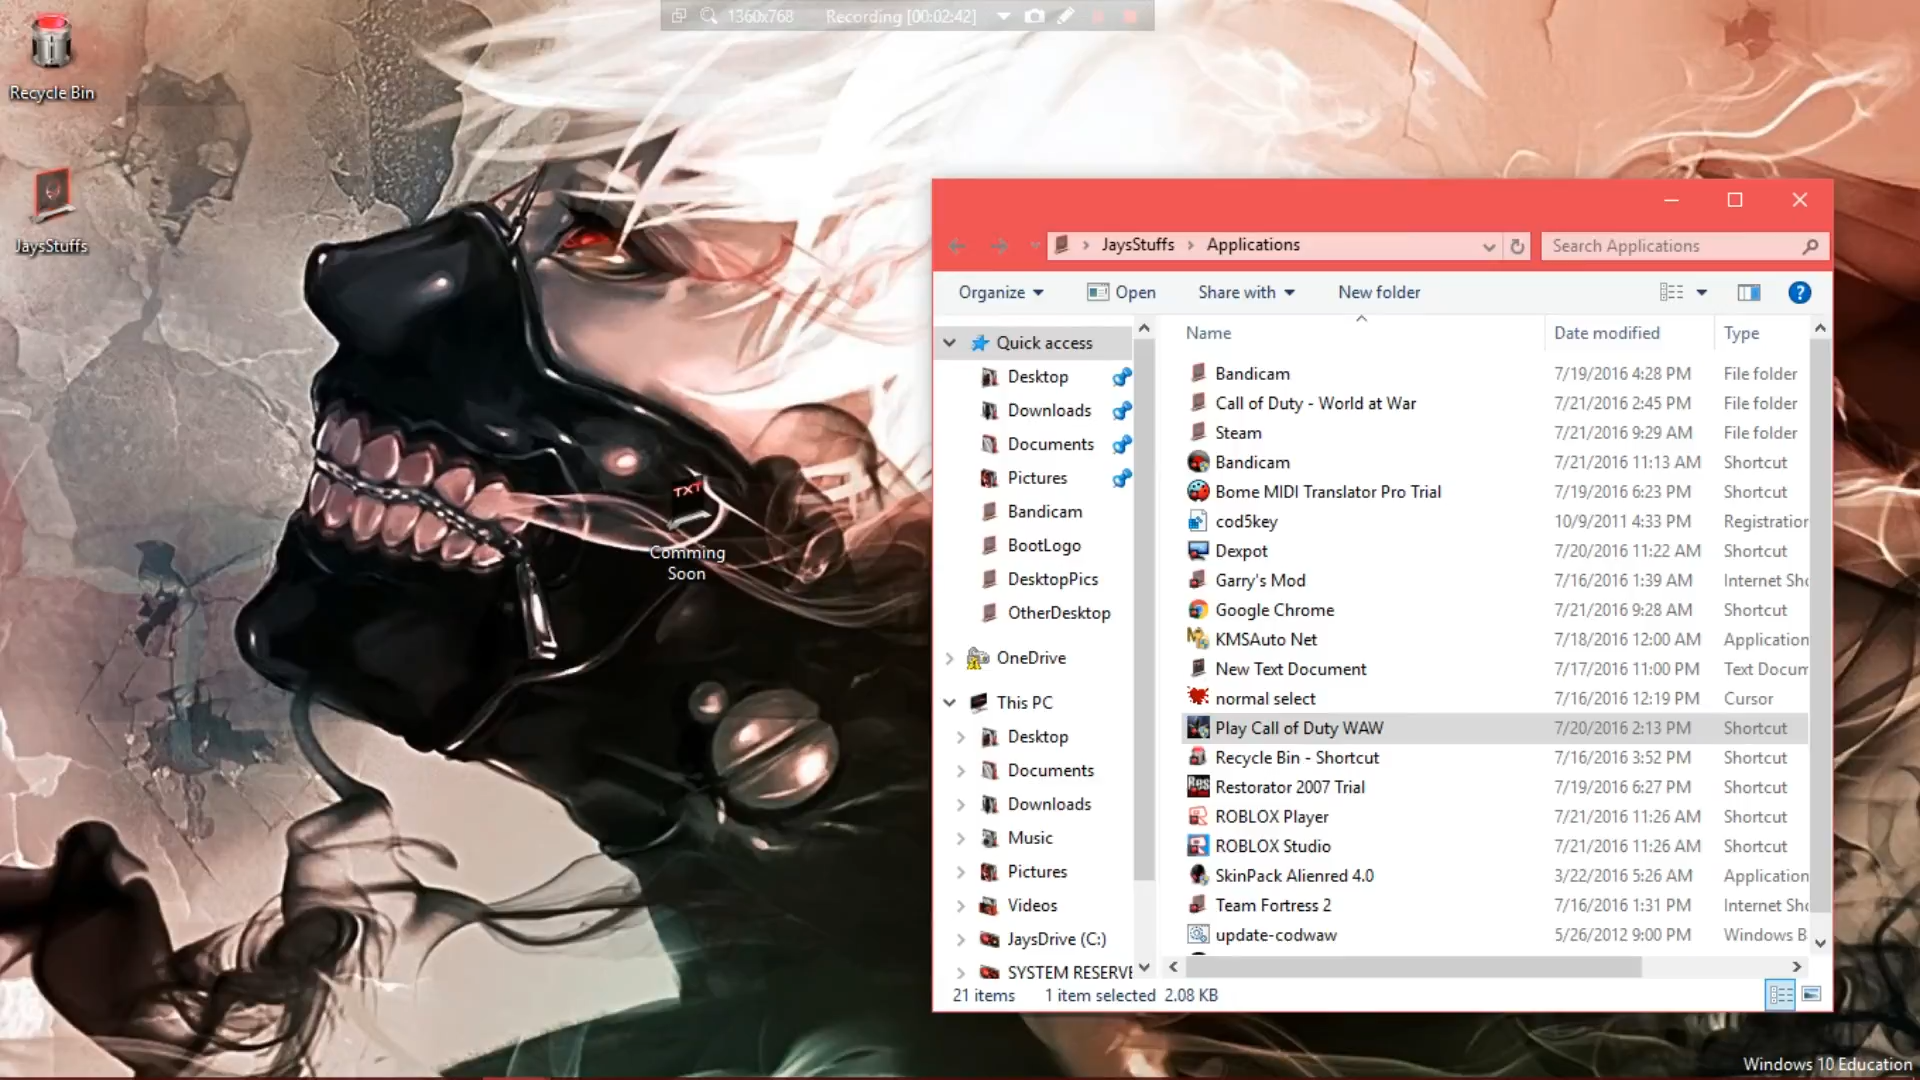 1360x768 Recording [00:02:42]
Recycle Bin
JaysStuffs
TXT
Comming
Soon
JaysStuffs Applications
Search Applications
Organize Open Share with New folder
Quick access
Desktop
Downloads
Documents
Pictures
Bandicam
BootLogo
DesktopPics
OtherDesktop
OneDrive
This PC
Desktop
Documents
Downloads
Music
Pictures
Videos
JaysDrive (C:)
SYSTEM RESERVE
Name Date modified Type
Bandicam 7/19/2016 4:28 PM File folder
Call of Duty - World at War 7/21/2016 2:45 PM File folder
Steam 7/21/2016 9:29 AM File folder
Bandicam 7/21/2016 11:13 AM Shortcut
Bome MIDI Translator Pro Trial 7/19/2016 6:23 PM Shortcut
cod5key 10/9/2011 4:33 PM Registration
Dexpot 7/20/2016 11:22 AM Shortcut
Garry's Mod 7/16/2016 1:39 AM Internet Sho
Google Chrome 7/21/2016 9:28 AM Shortcut
KMSAuto Net 7/18/2016 12:00 AM Application
New Text Document 7/17/2016 11:00 PM Text Docum
normal select 7/16/2016 12:19 PM Cursor
Play Call of Duty WAW 7/20/2016 2:13 PM Shortcut
Recycle Bin - Shortcut 7/16/2016 3:52 PM Shortcut
Restorator 2007 Trial 7/19/2016 6:27 PM Shortcut
ROBLOX Player 7/21/2016 11:26 AM Shortcut
ROBLOX Studio 7/21/2016 11:26 AM Shortcut
SkinPack Alienred 4.0 3/22/2016 5:26 AM Application
Team Fortress 2 7/16/2016 1:31 PM Internet Sho
update-codwaw 5/26/2012 9:00 PM Windows B
21 items 1 item selected 2.08 KB
Windows 10 Education